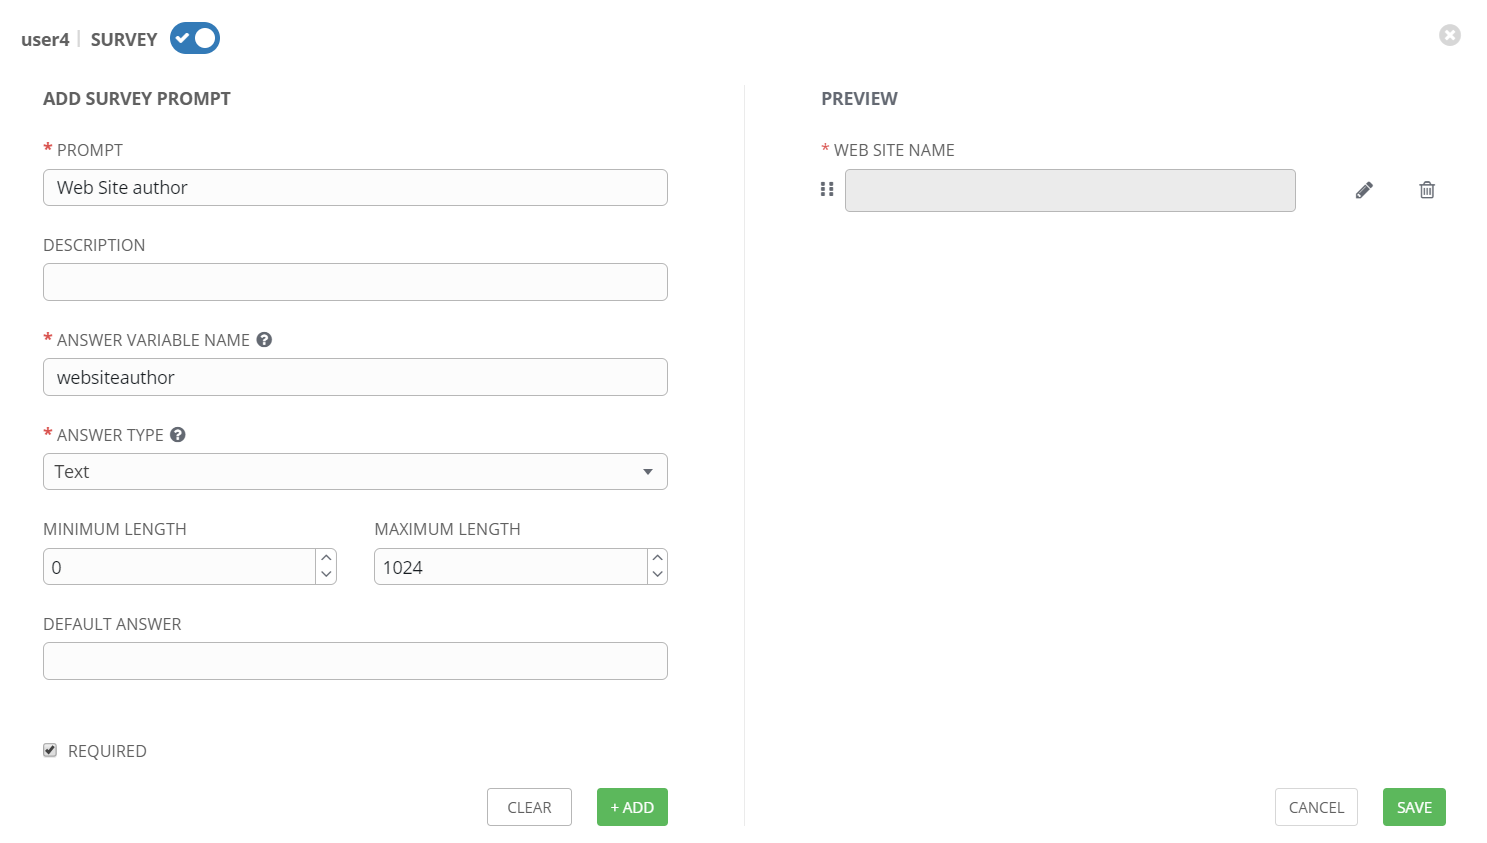 user4 | SURVEY
ADD SURVEY PROMPT
* PROMPT
Web Site author
DESCRIPTION
* ANSWER VARIABLE NAME ?
websiteauthor
* ANSWER TYPE ?
Text
MINIMUM LENGTH MAXIMUM LENGTH
0 1024
DEFAULT ANSWER
REQUIRED
CLEAR + ADD
PREVIEW
* WEB SITE NAME
CANCEL SAVE